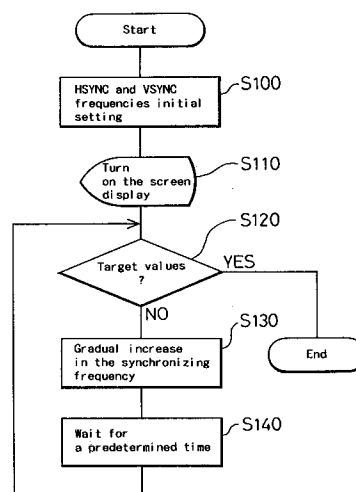 Start
HSYNC and VSYNC
frequencies initial
setting
S100
Turn
on the screen
display
S110
S120
Target values
?
YES
NO
S130
Gradual increase
in the synchronizing
frequency
End
S140
Wait for
a predetermined time